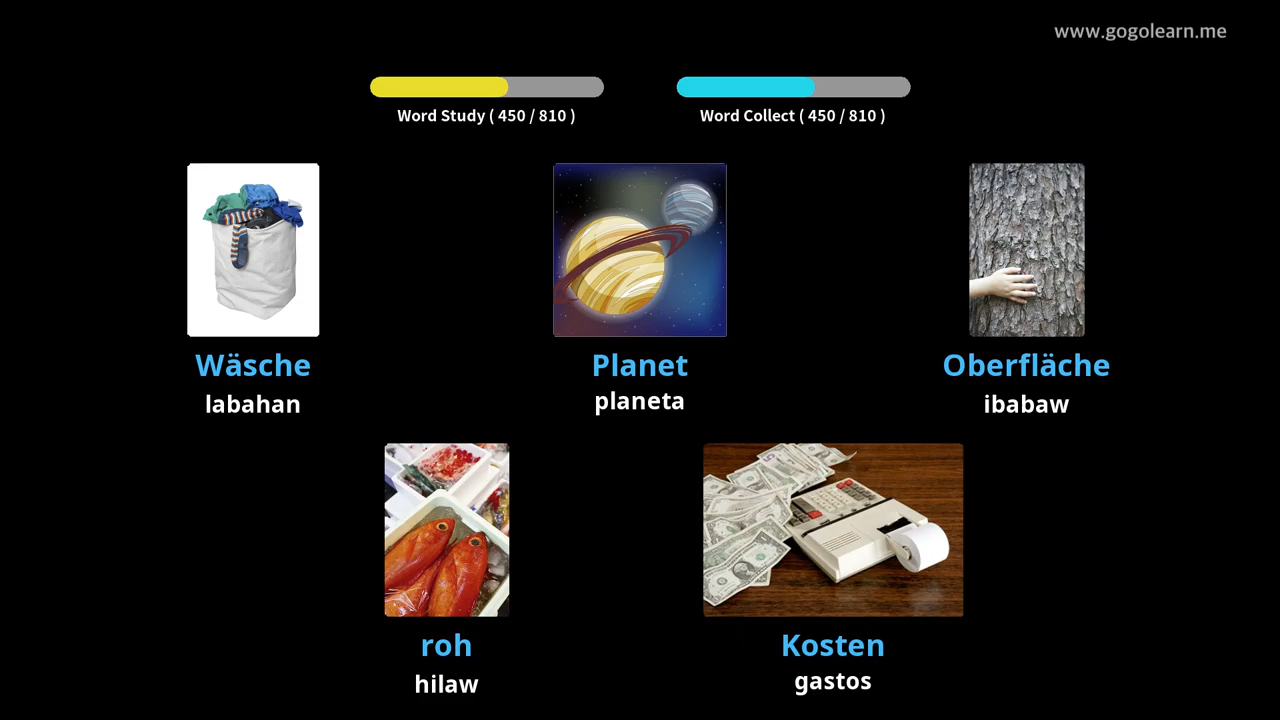 www.gogolearn.me
Word Study ( 450 / 810 )
Word Collect ( 450 / 810 )
Wäsche
labahan
Planet
planeta
Oberfläche
ibabaw
roh
hilaw
Kosten
gastos